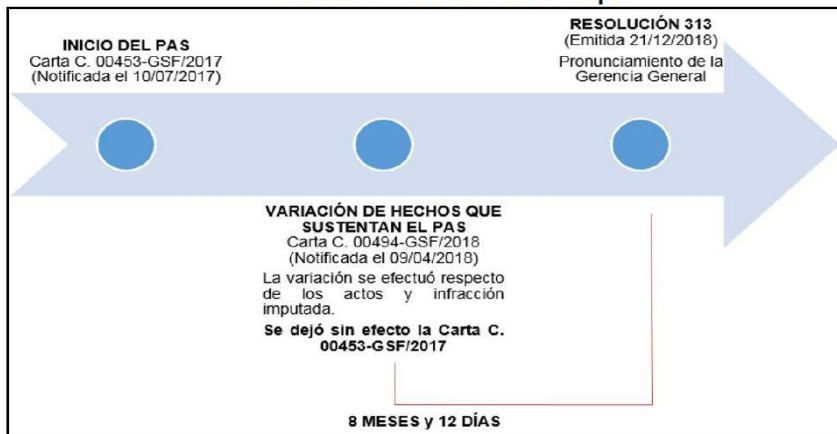 INICIO DEL PAS
Carta C. 00453-GSF/2017
(Notificada el 10/07/2017)
RESOLUCIÓN 313
(Emitida 21/12/2018)
Pronunciamiento de la
Gerencia General
VARIACIÓN DE HECHOS QUE
SUSTENTAN EL PAS
Carta C. 00494-GSF/2018
(Notificada el 09/04/2018)
La variación se efectuó respecto
de los actos y infracción
imputada.
Se dejó sin efecto la Carta C.
00453-GSF/2017
8 MESES y 12 DÍAS